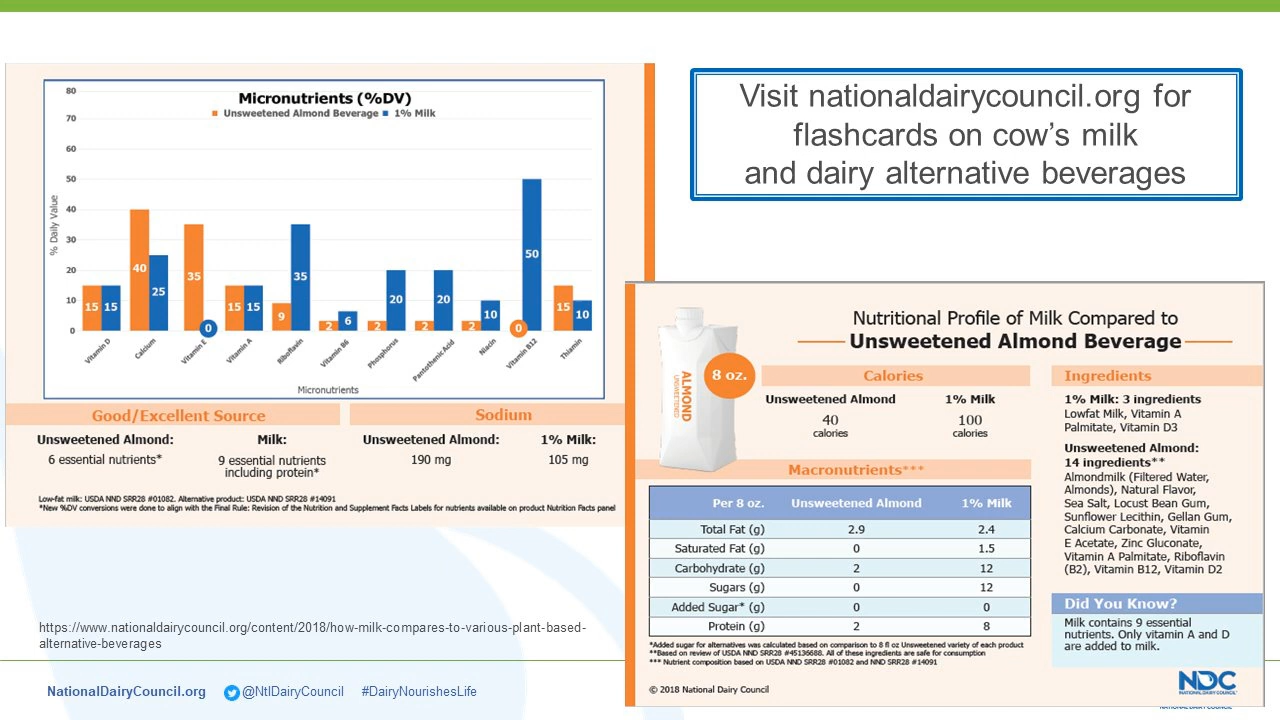 Visit nationaldairycouncil.org for
flashcards on cow’s milk
and dairy alternative beverages
Micronutrients (%DV)
Unsweetened Almond Beverage 1% Milk
80
70
60
50
40
30
20
10
0
% Daily Value
15 15
40 25
35 0
15 15
9 35
2 6
2 20
2 20
2 10
0 50
15 10
Vitamin D
Calcium
Vitamin E
Vitamin A
Riboflavin
Vitamin B6
Phosphorus
Pantothenic Acid
Niacin
Vitamin B12
Thiamin
Micronutrients
Good/Excellent Source
Unsweetened Almond: Milk:
6 essential nutrients* 9 essential nutrients
including protein*
Sodium
Unsweetened Almond: 1% Milk:
190 mg 105 mg
Low-fat milk: USDA NND SRR28 #01082. Alternative product: USDA NND SRR28 #14091
*New %DV conversions were done to align with the Final Rule: Revision of the Nutrition and Supplement Facts Labels for nutrients available on product Nutrition Facts panel
Nutritional Profile of Milk Compared to
Unsweetened Almond Beverage
ALMOND
UNSWEETENED
8 oz.
Calories
Unsweetened Almond 1% Milk
40 100
calories calories
Macronutrients***
Per 8 oz. Unsweetened Almond 1% Milk
Total Fat (g) 2.9 2.4
Saturated Fat (g) 0 1.5
Carbohydrate (g) 2 12
Sugars (g) 0 12
Added Sugar* (g) 0 0
Protein (g) 2 8
*Added sugar for alternatives was calculated based on comparison to 8 fl oz Unsweetened variety of each product
**Based on review of USDA NND SRR28 #45136688. All of these ingredients are safe for consumption
*** Nutrient composition based on USDA NND SRR28 #01082 and NND SRR28 #14091
© 2018 National Dairy Council
Ingredients
1% Milk: 3 ingredients
Lowfat Milk, Vitamin A
Palmitate, Vitamin D3
Unsweetened Almond:
14 ingredients**
Almondmilk (Filtered Water,
Almonds), Natural Flavor,
Sea Salt, Locust Bean Gum,
Sunflower Lecithin, Gellan Gum,
Calcium Carbonate, Vitamin
E Acetate, Zinc Gluconate,
Vitamin A Palmitate, Riboflavin
(B2), Vitamin B12, Vitamin D2
Did You Know?
Milk contains 9 essential
nutrients. Only vitamin A and D
are added to milk.
NDC
NATIONAL DAIRY COUNCIL
NATIONAL DAIRY COUNCIL
https://www.nationaldairycouncil.org/content/2018/how-milk-compares-to-various-plant-based-
alternative-beverages
NationalDairyCouncil.org @NtlDairyCouncil #DairyNourishesLife